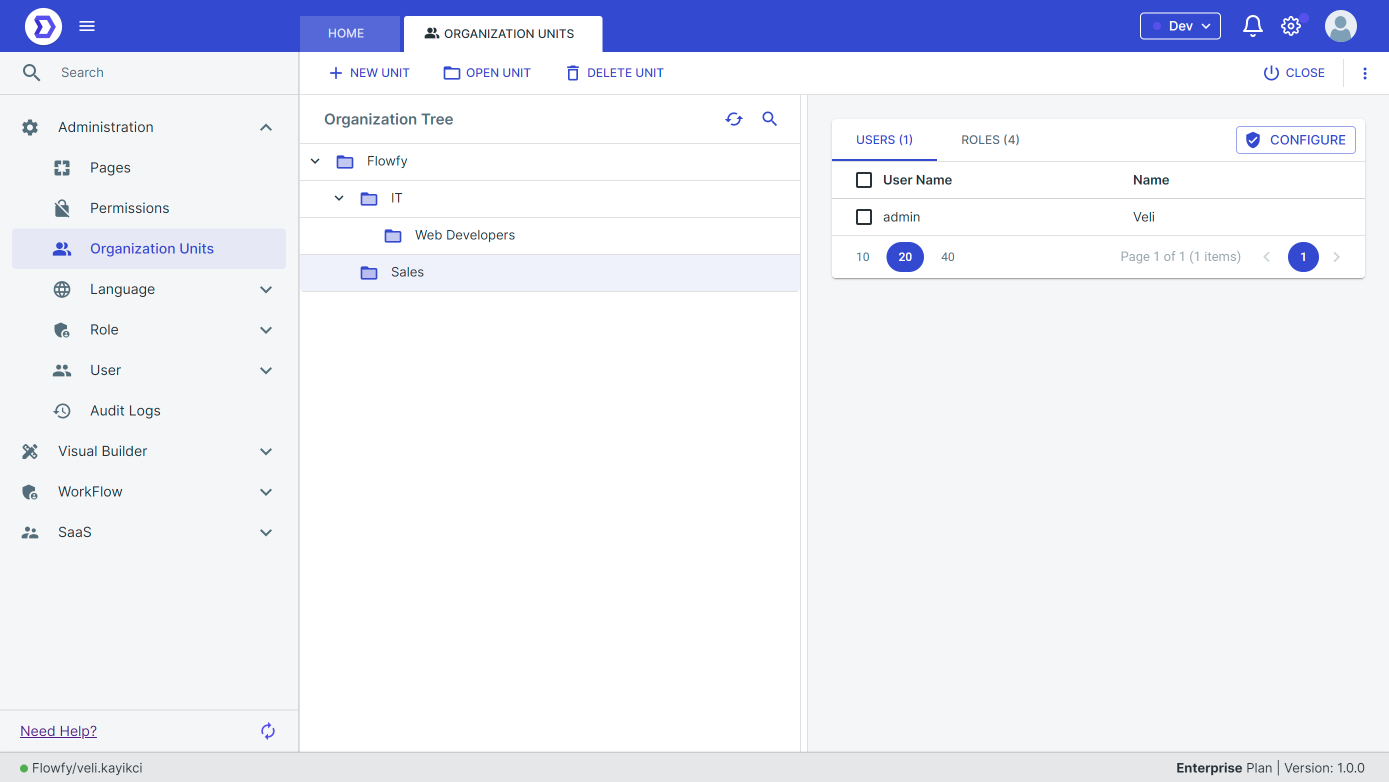 HOME
ORGANIZATION UNITS
Dev
Search
NEW UNIT
OPEN UNIT
DELETE UNIT
CLOSE
Administration
Pages
Permissions
Organization Units
Language
Role
User
Audit Logs
Visual Builder
WorkFlow
SaaS
Need Help?
Organization Tree
Flowfy
IT
Web Developers
Sales
USERS (1) ROLES (4) CONFIGURE
User Name Name
admin Veli
10 20 40 Page 1 of 1 (1 items) 1
Flowfy/veli.kayikci
Enterprise Plan | Version: 1.0.0